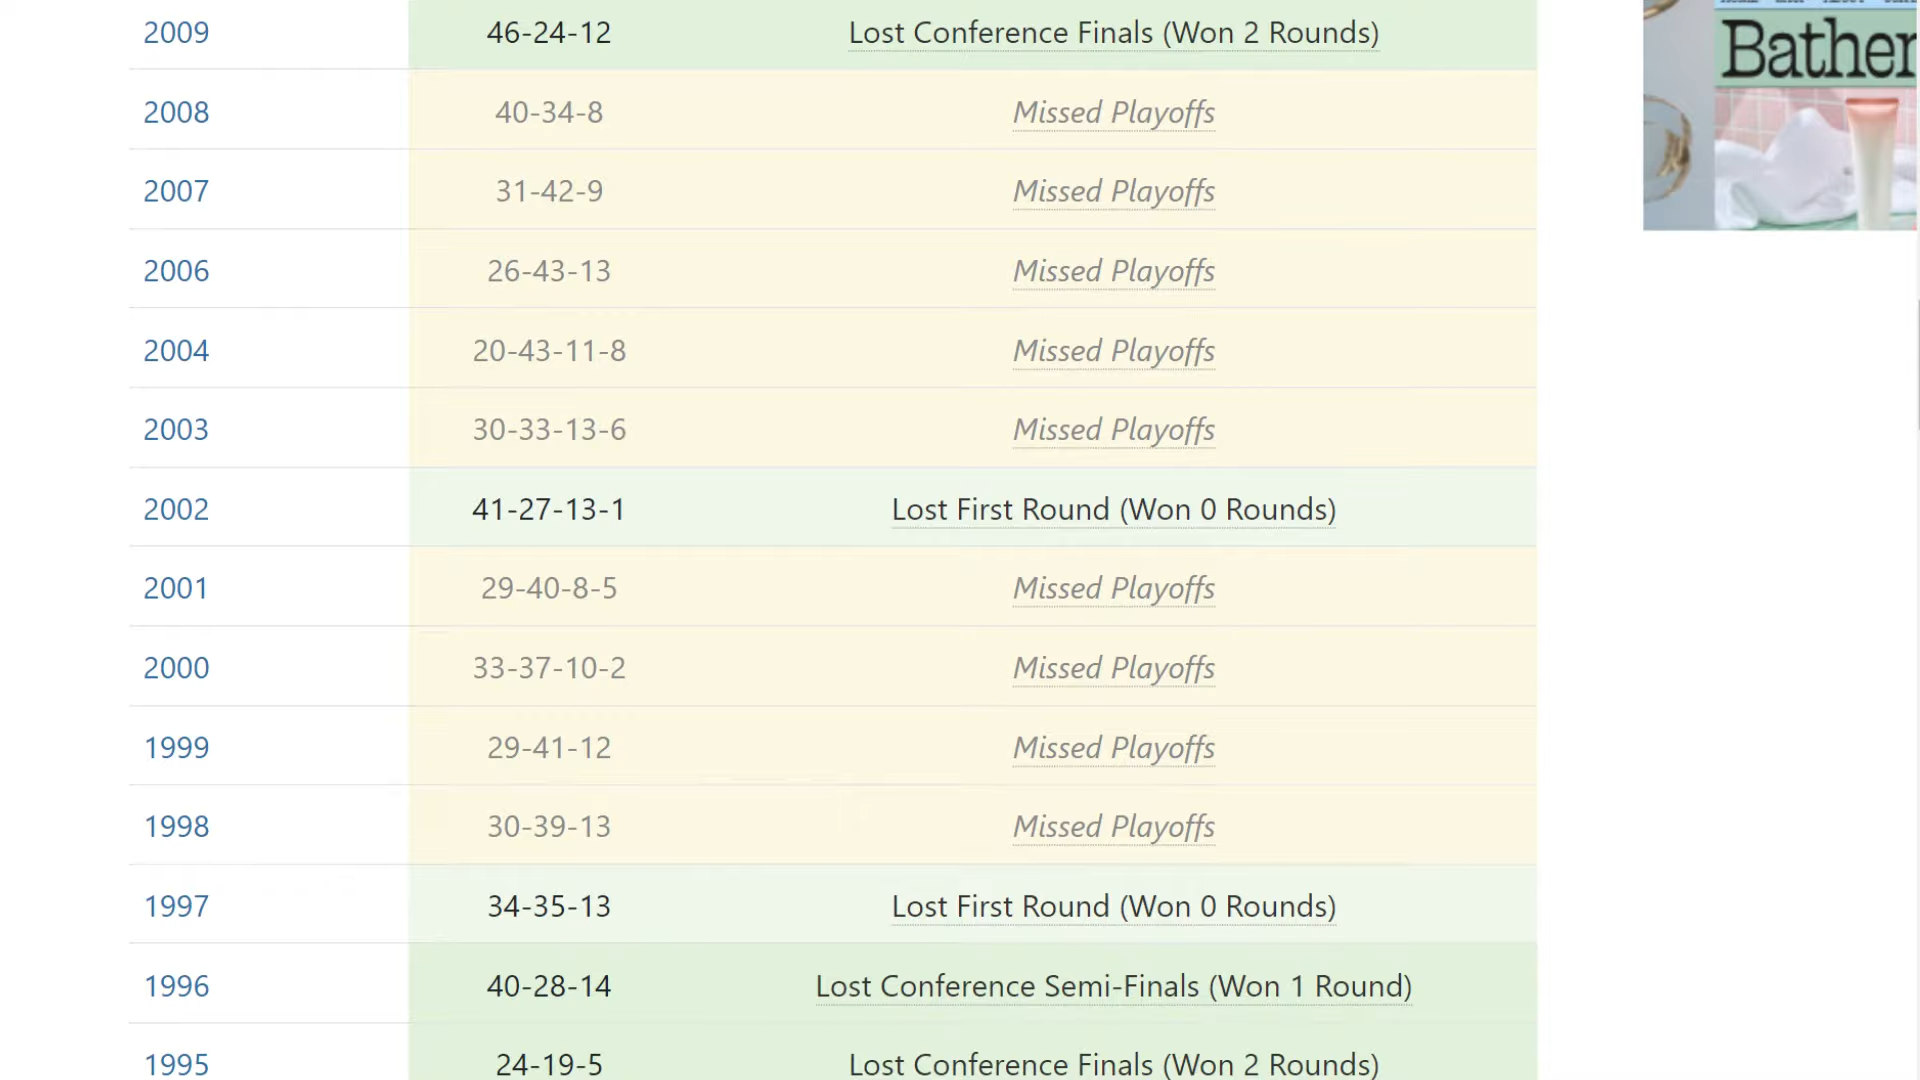 2009 46-24-12 Lost Conference Finals (Won 2 Rounds)
2008 40-34-8 Missed Playoffs
2007 31-42-9 Missed Playoffs
2006 26-43-13 Missed Playoffs
2004 20-43-11-8 Missed Playoffs
2003 30-33-13-6 Missed Playoffs
2002 41-27-13-1 Lost First Round (Won 0 Rounds)
2001 29-40-8-5 Missed Playoffs
2000 33-37-10-2 Missed Playoffs
1999 29-41-12 Missed Playoffs
1998 30-39-13 Missed Playoffs
1997 34-35-13 Lost First Round (Won 0 Rounds)
1996 40-28-14 Lost Conference Semi-Finals (Won 1 Round)
1995 24-19-5 Lost Conference Finals (Won 2 Rounds)
Bather